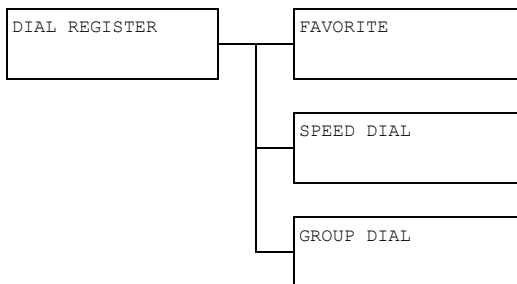 DIAL REGISTER
FAVORITE
SPEED DIAL
GROUP DIAL